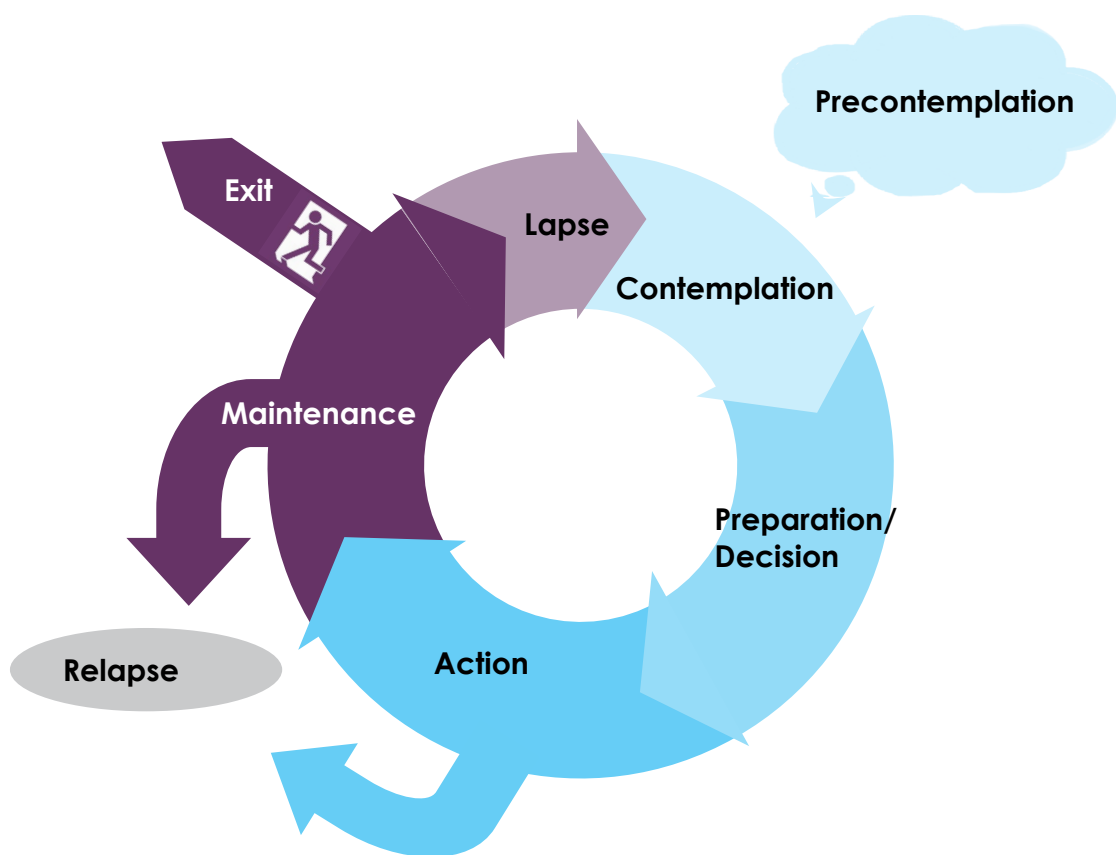 Precontemplation
Exit
Lapse
Contemplation
Maintenance
Preparation/
Decision
Action
Relapse